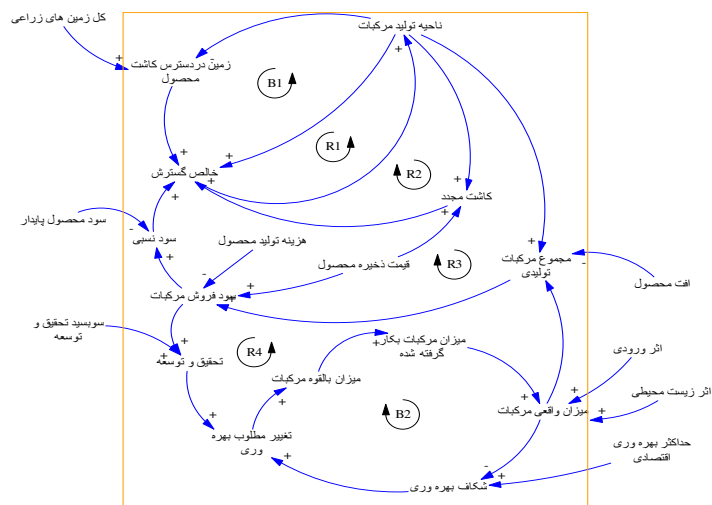 کل زمین های زراعی
ناحیه تولید مرکبات
+
+
زمین دردسترس کاشت
محصول
-
B1
R1
+
+
خالص گسترش
+
+
R2
+
کاشت مجدد
+
سود محصول پایدار
-
سود نسبی
+
هزینه تولید محصول
قیمت ذخیره محصول
R3
+
مجموع مرکبات
تولیدی
-
+
افت محصول
-
+
سود فروش مرکبات
سوبسید تحقیق و
توسعه
+
+
تحقیق و توسعه
R4
میزان مرکبات بکار
گرفته شده
+
میزان بالقوه مرکبات
+
اثر ورودی
اثر زیست محیطی
+
+
+
میزان واقعی مرکبات
B2
+
تغییر مطلوب بهره
وری
+
حداکثر بهره وری
اقتصادی
-
+
شکاف بهره وری